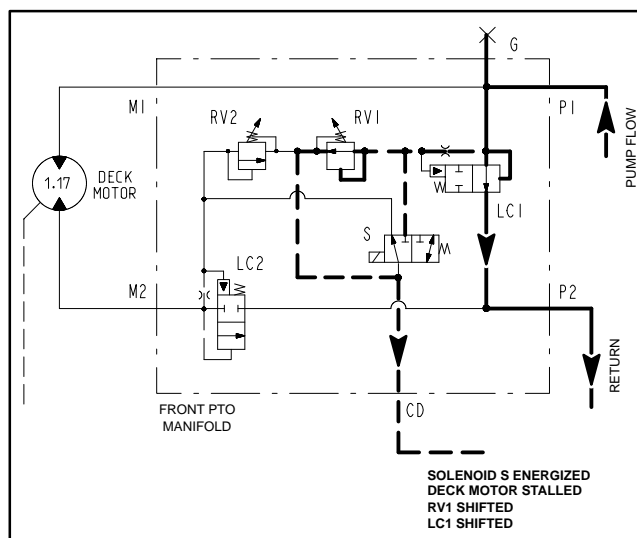 G
M1
P1
RV2
RV1
PUMP FLOW
1.17
DECK
MOTOR
LC1
S
LC2
M2
P2
RETURN
FRONT PTO
MANIFOLD
CD
SOLENOID S ENERGIZED
DECK MOTOR STALLED
RV1 SHIFTED
LC1 SHIFTED